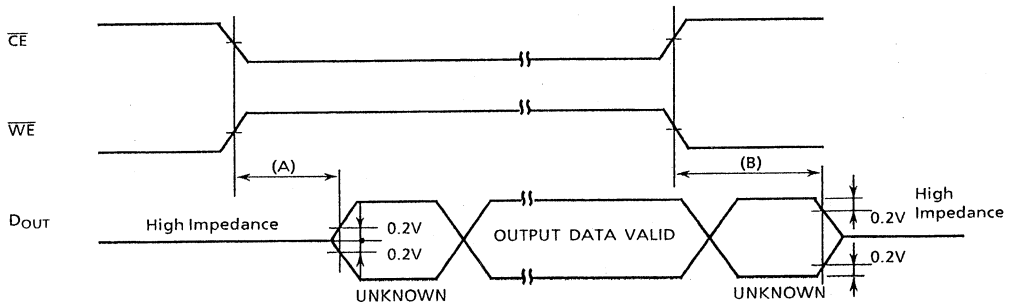 CE
WE
(A)
(B)
DOUT
High Impedance
0.2V
0.2V
UNKNOWN
OUTPUT DATA VALID
UNKNOWN
0.2V
0.2V
High
Impedance